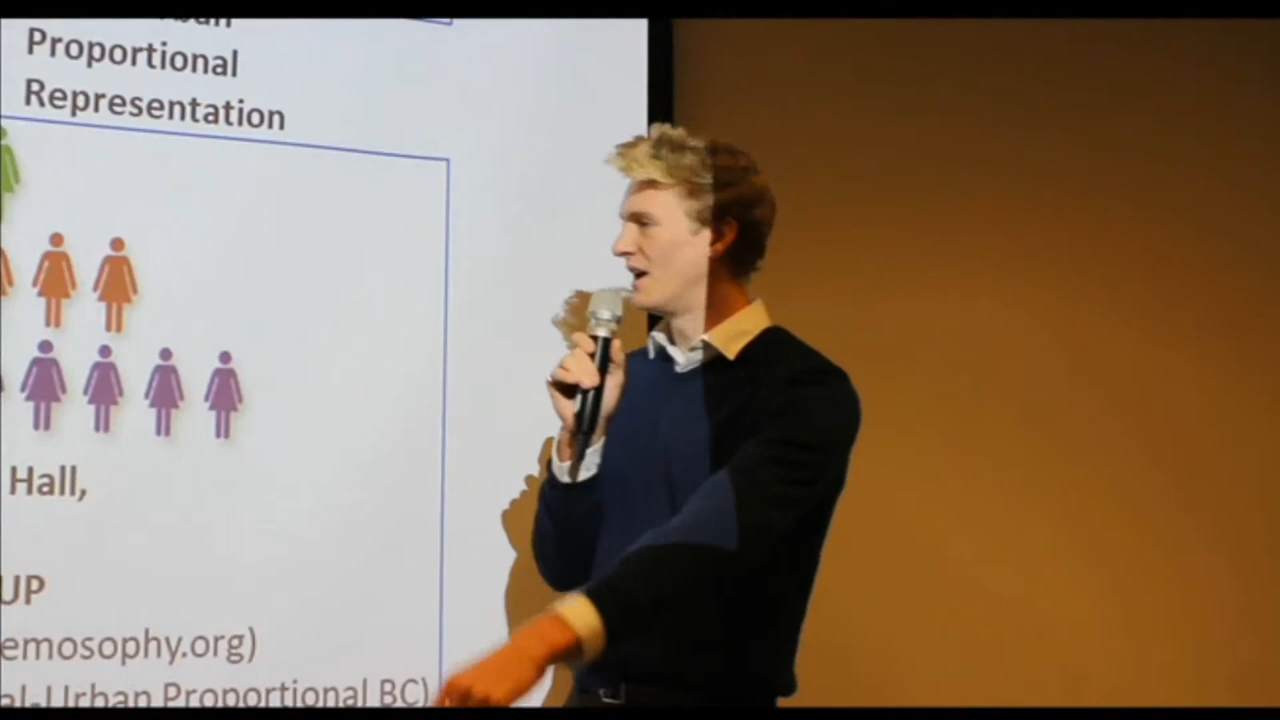 Proportional
Representation
Hall,
UP
emosophy.org)
al-Urban Proportional BC)